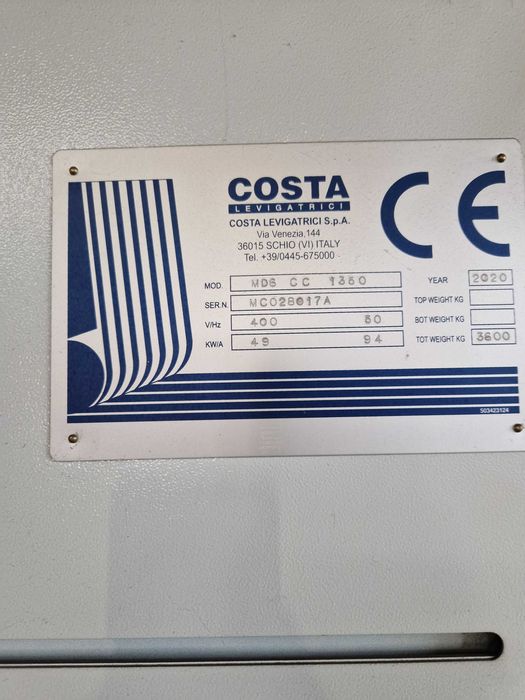 COSTA
LEVIGATRICI
COSTA LEVIGATRICI S.p.A.
Via Venezia,144
36015 SCHIO (VI) ITALY
Tel. +39/0445-675000
CE
MOD. MD6 CC 1350
SER.N. MC028017A
V/Hz 400 50
KW/A 49 94
YEAR 2020
TOP WEIGHT KG
BOT WEIGHT KG
TOT WEIGHT KG 3600
503423124